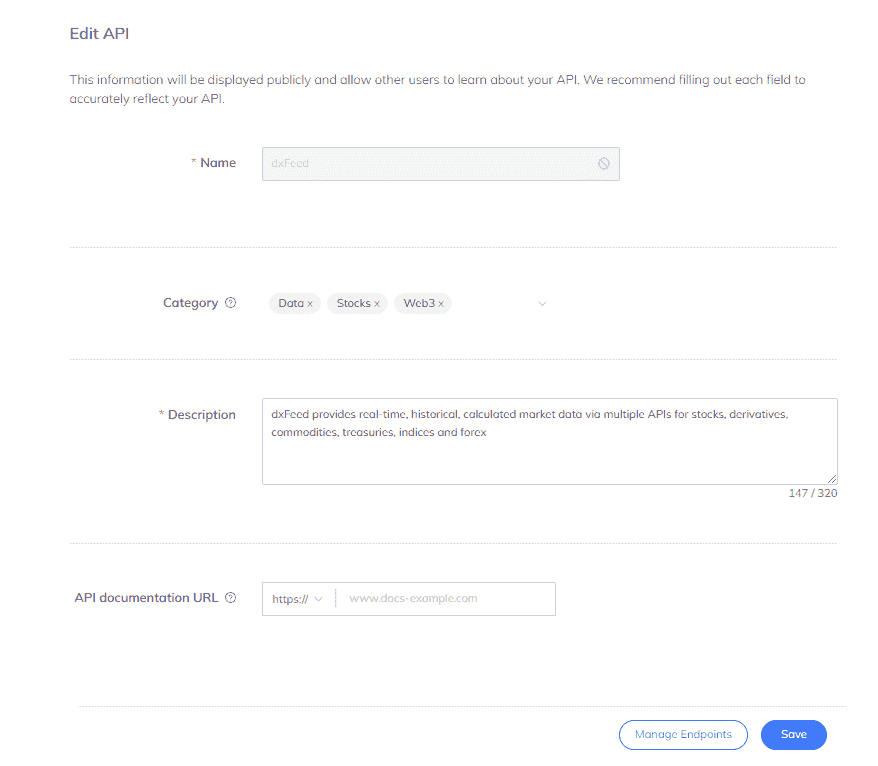 Edit API
This information will be displayed publicly and allow other users to learn about your API. We recommend filling out each field to
accurately reflect your API.
* Name dxFeed
Category ? Data x Stocks x Web3 x
* Description
dxFeed provides real-time, historical, calculated market data via multiple APIs for stocks, derivatives,
commodities, treasuries, indices and forex
147 / 320
API documentation URL ? https:// www.docs-example.com
Manage Endpoints Save